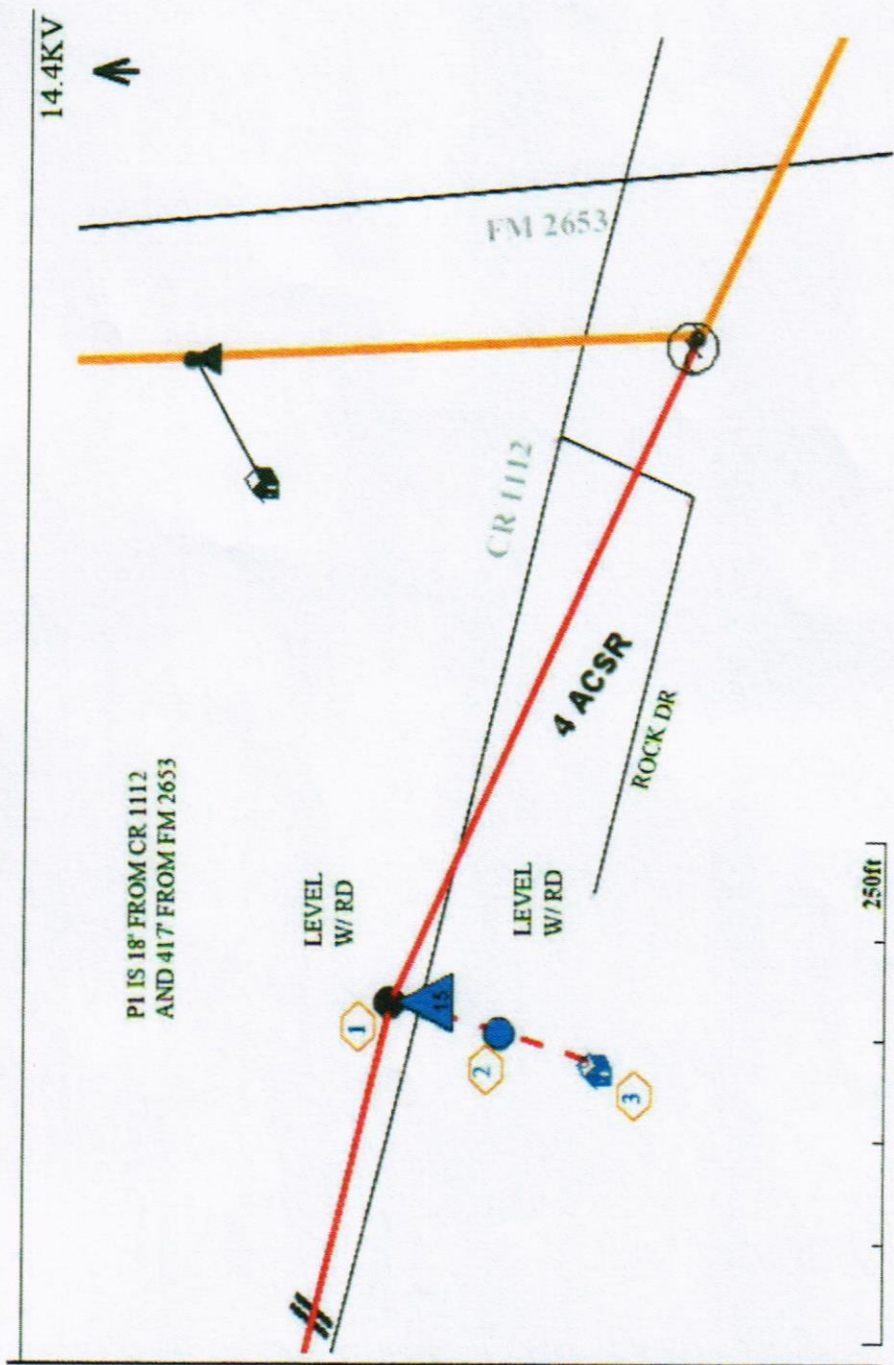 14.4KV
FM 2653
CR 1112
4 ACSR
ROCK DR
P1 IS 18' FROM CR 1112
AND 417' FROM FM 2653
LEVEL
W/ RD
LEVEL
W/ RD
1
15
2
3
250ft